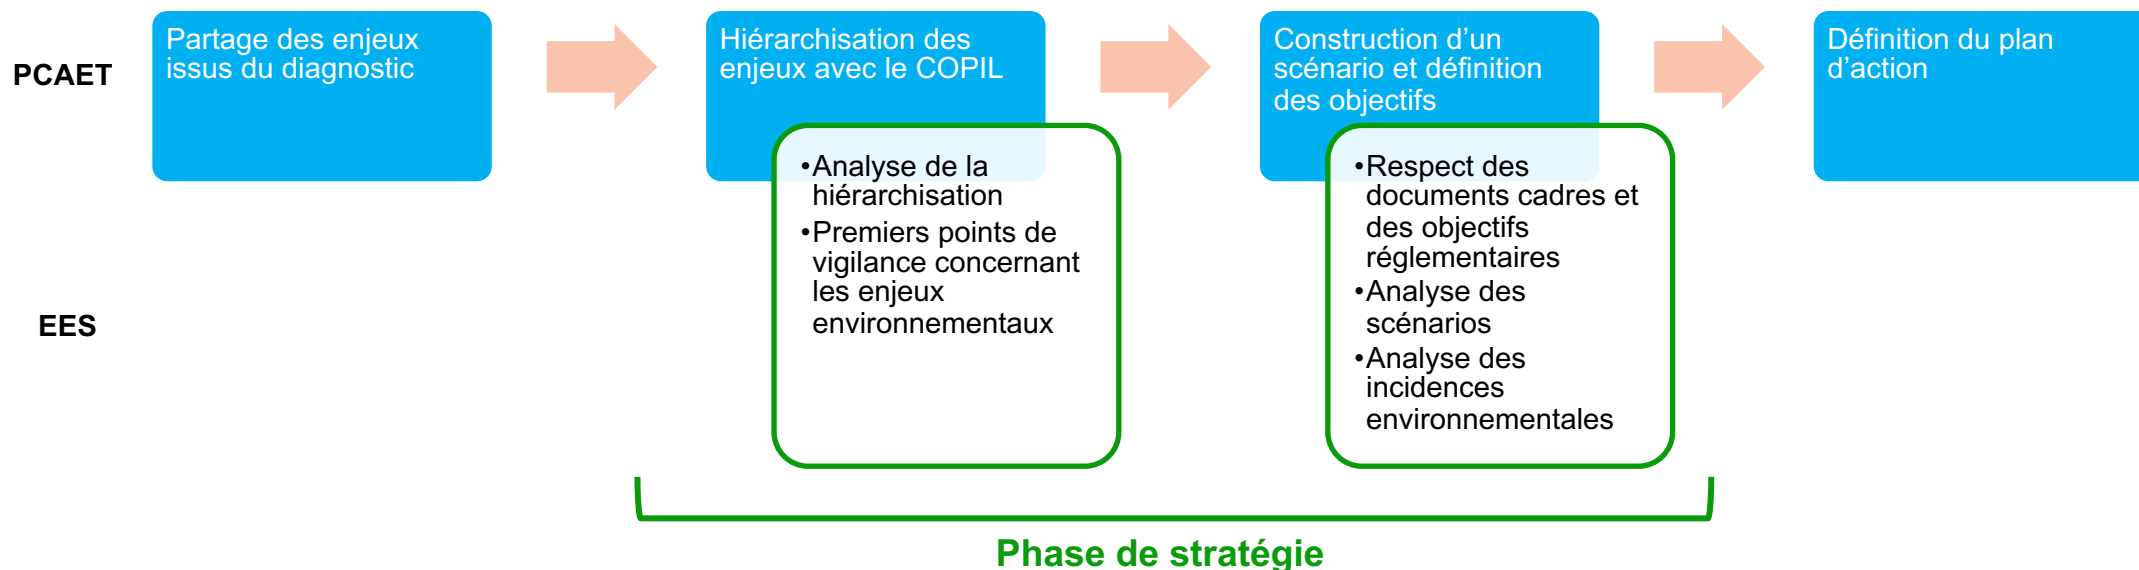 PCAET
Partage des enjeux
issus du diagnostic
Hiérarchisation des
enjeux avec le COPIL
Construction d’un
scénario et définition
des objectifs
Définition du plan
d’action
EES
•Analyse de la
hiérarchisation
•Premiers points de
vigilance concernant
les enjeux
environnementaux
•Respect des
documents cadres et
des objectifs
réglementaires
•Analyse des
scénarios
•Analyse des
incidences
environnementales
Phase de stratégie